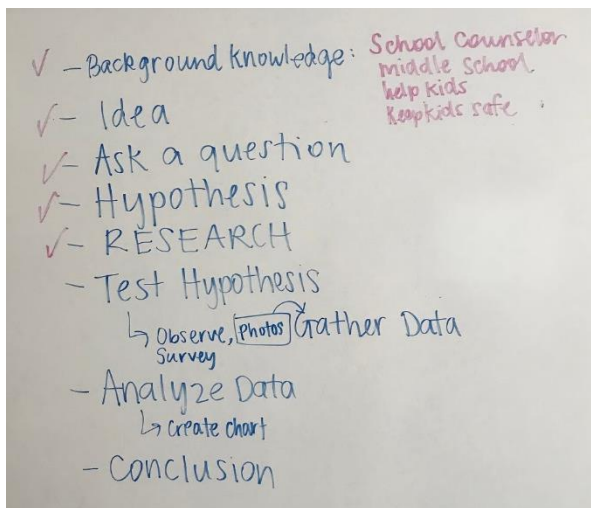 ✓ - Background Knowledge: School Counselor
middle school
help kids
Keep kids safe
✓ - Idea
✓ - Ask a question
✓ - Hypothesis
✓ - RESEARCH
- Test Hypothesis
↳ Observe, Photos Gather Data
Survey
- Analyze Data
↳ create chart
- Conclusion